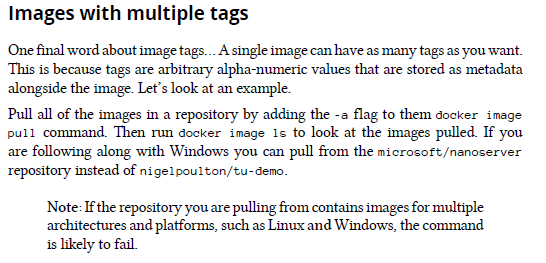 Images with multiple tags
One final word about image tags… A single image can have as many tags as you want.
This is because tags are arbitrary alpha-numeric values that are stored as metadata
alongside the image. Let’s look at an example.
Pull all of the images in a repository by adding the -a flag to them docker image
pull command. Then run docker image ls to look at the images pulled. If you
are following along with Windows you can pull from the microsoft/nanoserver
repository instead of nigelpoulton/tu-demo.
Note: If the repository you are pulling from contains images for multiple
architectures and platforms, such as Linux and Windows, the command
is likely to fail.